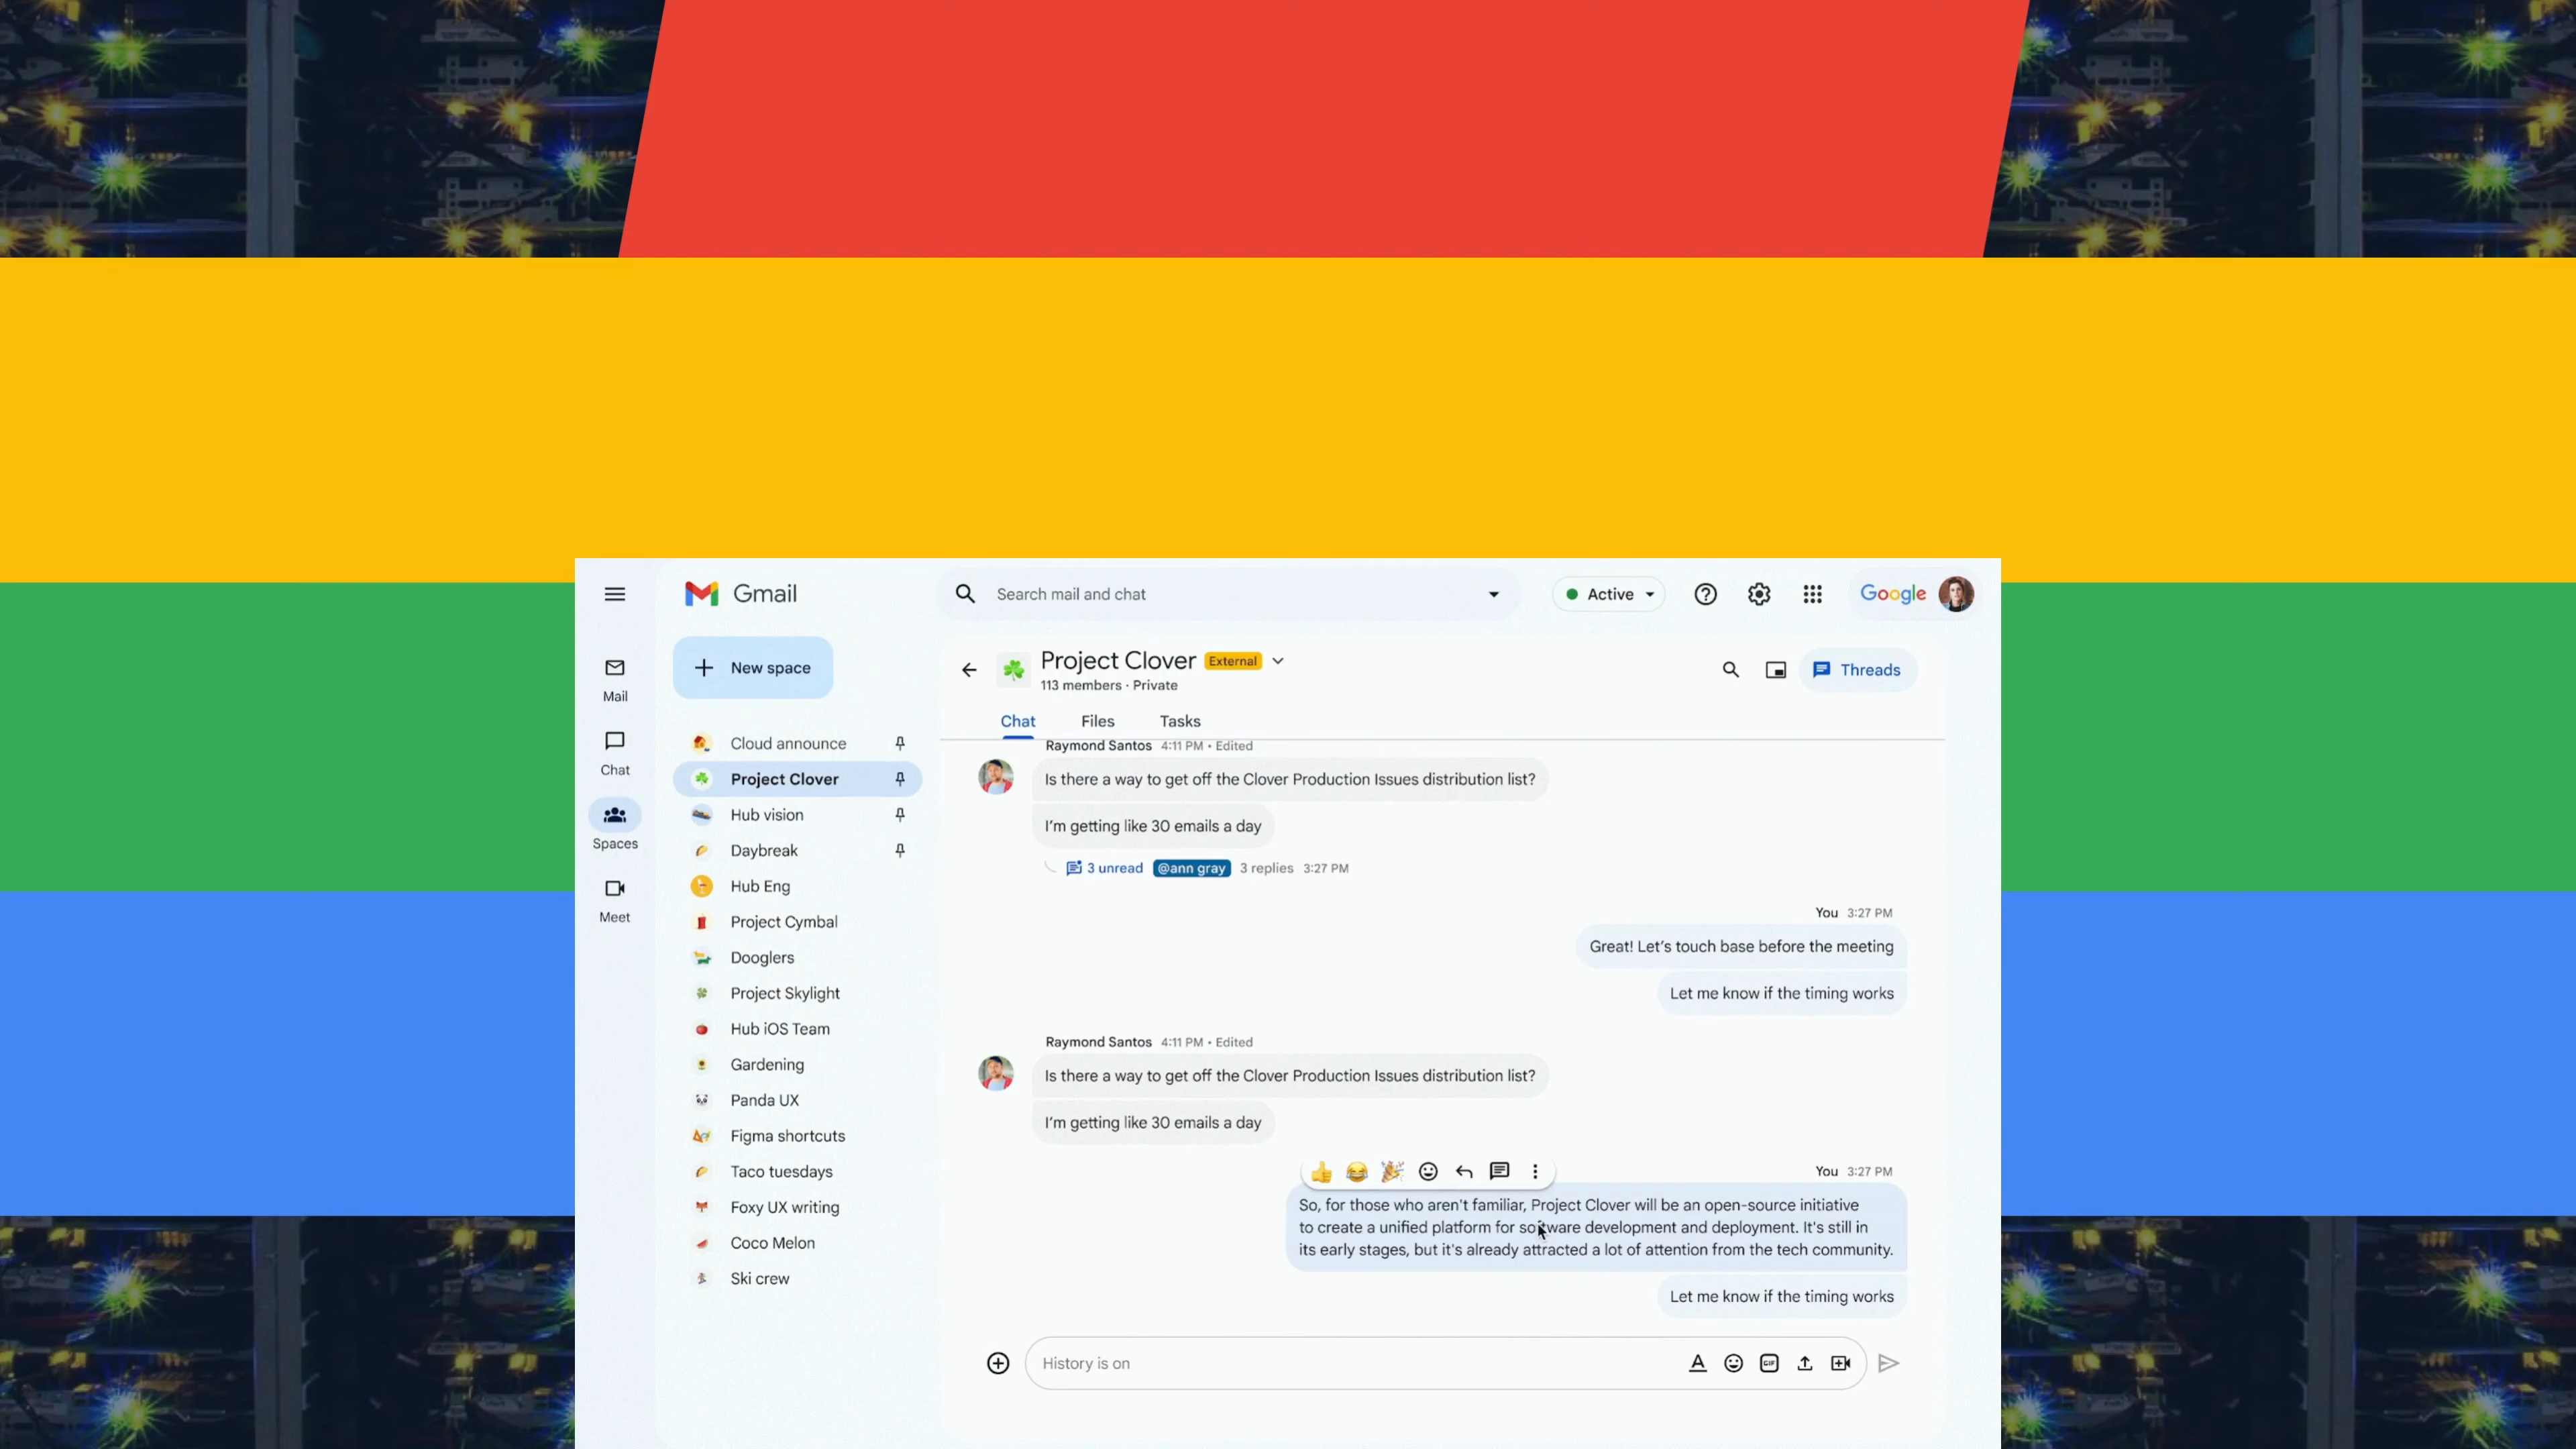 Gmail
Search mail and chat
Active
Google
New space
Mail
Chat
Spaces
Meet
Cloud announce
Project Clover
Hub vision
Daybreak
Hub Eng
Project Cymbal
Dooglers
Project Skylight
Hub iOS Team
Gardening
Panda UX
Figma shortcuts
Taco tuesdays
Foxy UX writing
Coco Melon
Ski crew
Project Clover External
113 members · Private
Threads
Chat Files Tasks
Raymond Santos 4:11 PM • Edited
Is there a way to get off the Clover Production Issues distribution list?
I'm getting like 30 emails a day
3 unread @ann gray 3 replies 3:27 PM
You 3:27 PM
Great! Let's touch base before the meeting
Let me know if the timing works
Raymond Santos 4:11 PM • Edited
Is there a way to get off the Clover Production Issues distribution list?
I'm getting like 30 emails a day
You 3:27 PM
So, for those who aren't familiar, Project Clover will be an open-source initiative
to create a unified platform for software development and deployment. It's still in
its early stages, but it's already attracted a lot of attention from the tech community.
Let me know if the timing works
History is on
GIF